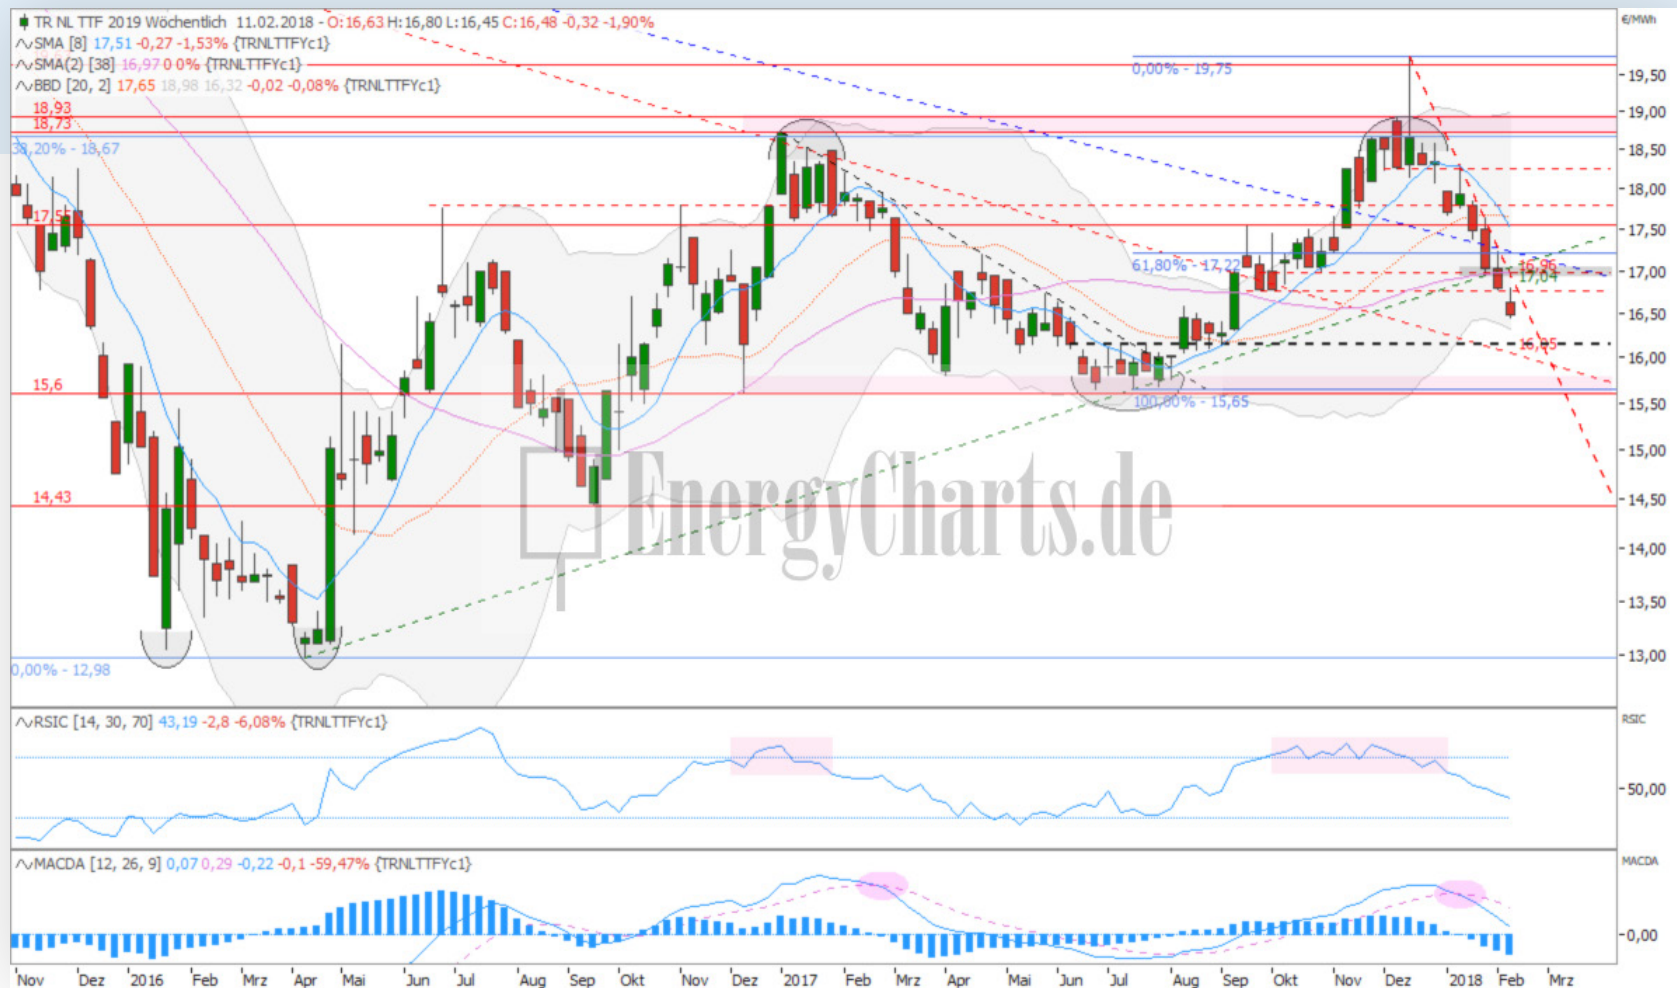 TR NL TTF 2019 Wöchentlich 11.02.2018 - O:16,63 H:16,80 L:16,45 C:16,48 -0,32 -1,90%
€/MWh
SMA [8] 17,51 -0,27 -1,53% {TRNLTTFYc1}
SMA(2) [38] 16,97 0 0% {TRNLTTFYc1}
BBD [20, 2] 17,65 18,98 16,32 -0,02 -0,08% {TRNLTTFYc1}
0,00% - 19,75
19,50
18,93
19,00
18,73
38,20% - 18,67
18,50
18,00
17,55
17,50
61,80% - 17,22
16,96
17,00
17,04
16,50
16,05
16,00
15,6
100,00% - 15,65
15,50
15,00
14,43
14,50
EnergyCharts.de
14,00
13,50
0,00% - 12,98
13,00
RSIC [14, 30, 70] 43,19 -2,8 -6,08% {TRNLTTFYc1}
RSIC
50,00
MACDA [12, 26, 9] 0,07 0,29 -0,22 -0,1 -59,47% {TRNLTTFYc1}
MACDA
0,00
Nov Dez 2016 Feb Mrz Apr Mai Jun Jul Aug Sep Okt Nov 2017 Feb Mrz Apr Mai Jun Jul Aug Sep Okt Nov Dez 2018 Feb Mrz